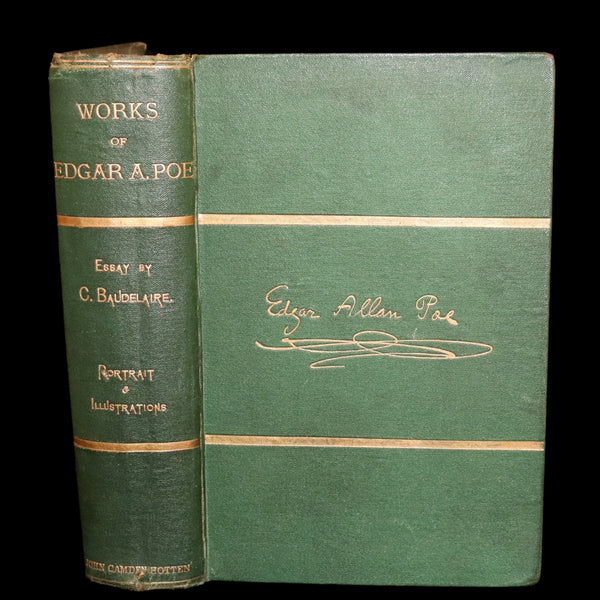 WORKS
OF
EDGAR A. POE
ESSAY BY
C. BAUDELAIRE.
PORTRAIT
&
ILLUSTRATIONS
JOHN CAMDEN HOTTEN
Edgar Allan Poe